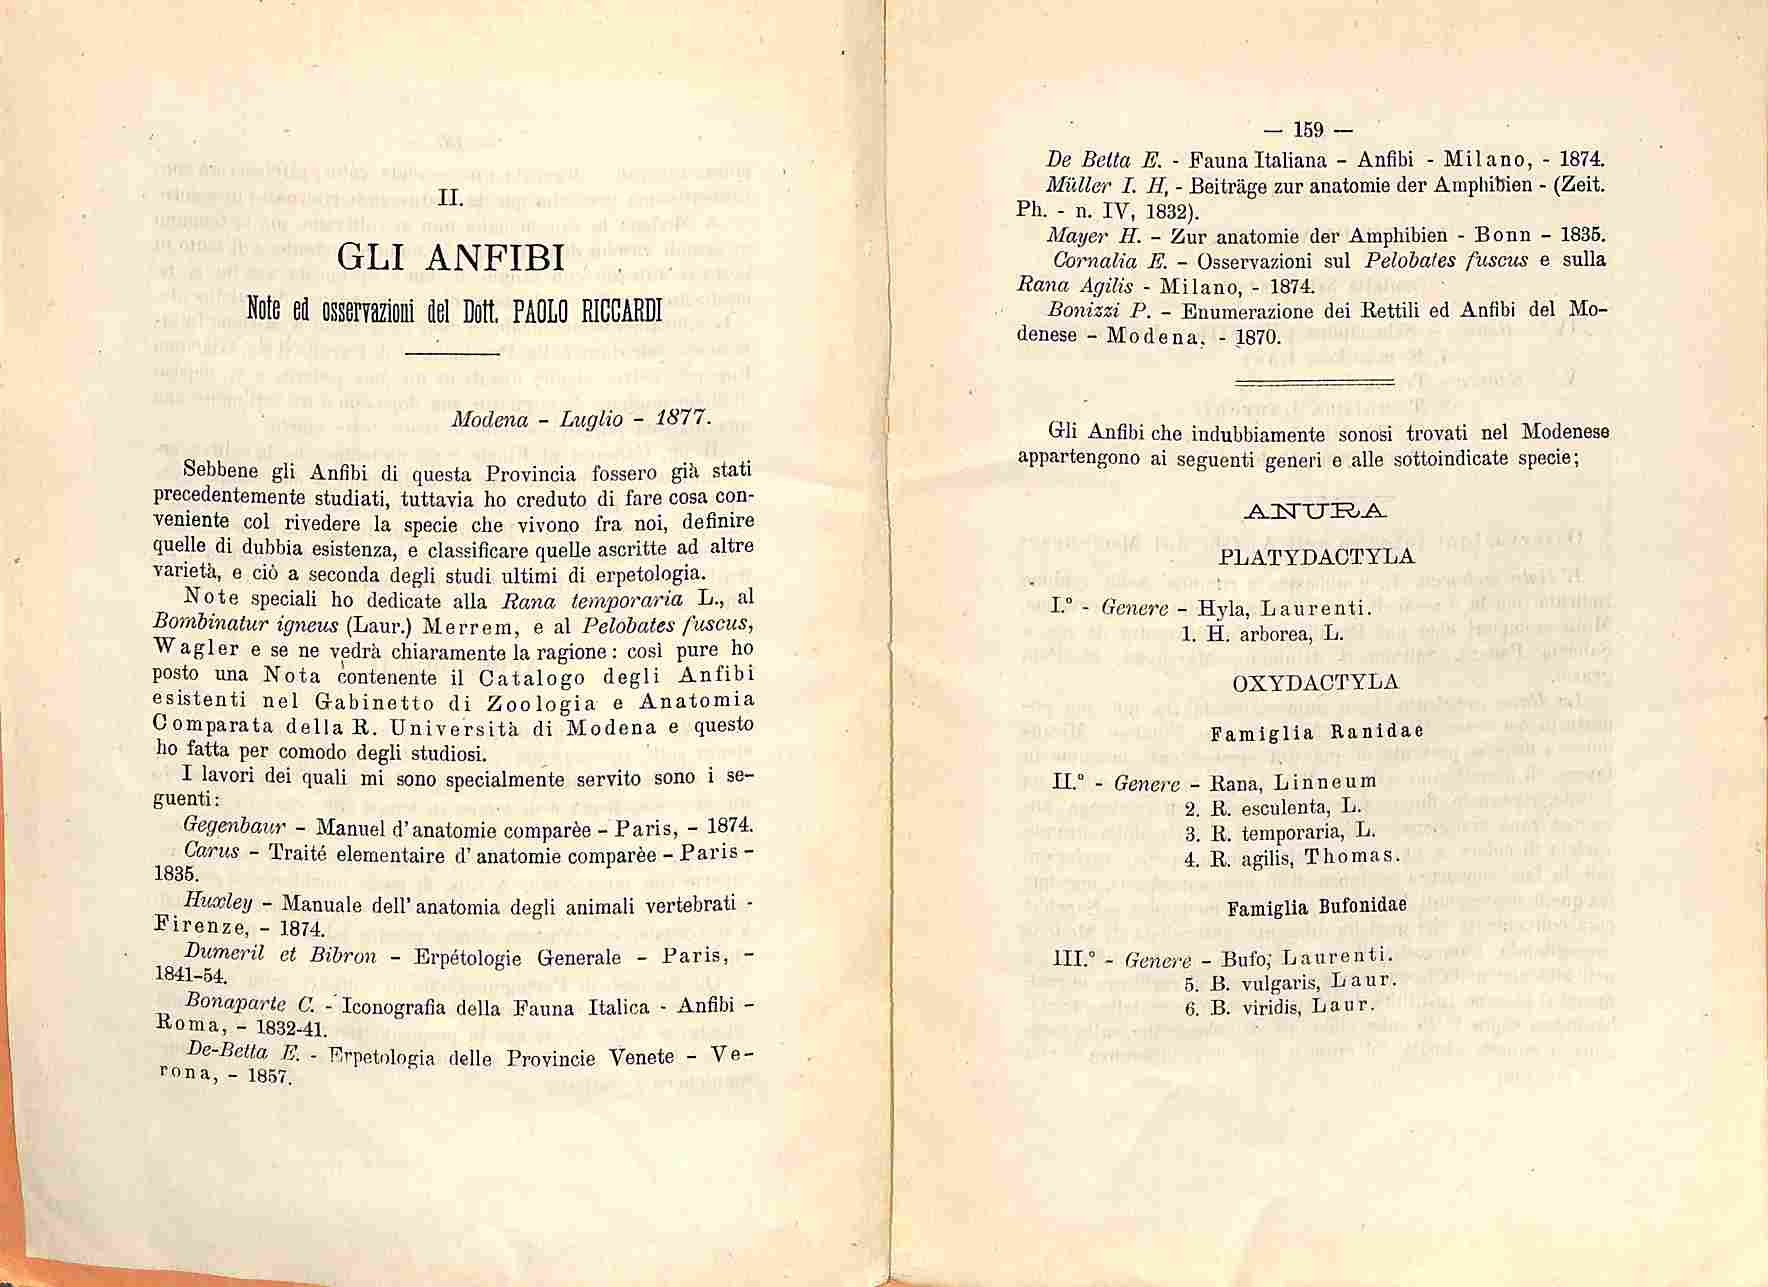 II.
GLI ANFIBI
Note ed osservazioni del Dott. PAOLO RICCARDI
Modena – Luglio – 1877.
Sebbene gli Anfibi di questa Provincia fossero già stati
precedentemente studiati, tuttavia ho creduto di fare cosa con-
veniente col rivedere la specie che vivono fra noi, definire
quelle di dubbia esistenza, e classificare quelle ascritte ad altre
varietà, e ciò a seconda degli studi ultimi di erpetologia.
Note speciali ho dedicate alla Rana temporaria L., al
Bombinatur igneus (Laur.) Merrem, e al Pelobates fuscus,
Wagler e se ne vedrà chiaramente la ragione: così pure ho
posto una Nota contenente il Catalogo degli Anfibi
esistenti nel Gabinetto di Zoologia e Anatomia
Comparata della R. Università di Modena e questo
ho fatta per comodo degli studiosi.
I lavori dei quali mi sono specialmente servito sono i se-
guenti:
Gegenbaur – Manuel d'anatomie comparèe – Paris, – 1874.
Carus – Traité elementaire d'anatomie comparèe – Paris –
1835.
Huxley – Manuale dell'anatomia degli animali vertebrati -
Firenze, – 1874.
Dumeril et Bibron – Erpétologie Generale – Paris, –
1841–54.
Bonaparte C. - Iconografia della Fauna Italica - Anfibi –
Roma, – 1832-41.
De-Betta E. - Erpetologia delle Provincie Venete – Ve-
rona, – 1857.
— 159 —
De Betta E. - Fauna Italiana – Anfibi - Milano, - 1874.
Müller I. H, - Beiträge zur anatomie der Amphibien - (Zeit.
Ph. - n. IV, 1832).
Mayer H. – Zur anatomie der Amphibien - Bonn – 1835.
Cornalia E. – Osservazioni sul Pelobates fuscus e sulla
Rana Agilis - Milano, - 1874.
Bonizzi P. – Enumerazione dei Rettili ed Anfibi del Mo-
denese – Modena, - 1870.
Gli Anfibi che indubbiamente sonosi trovati nel Modenese
appartengono ai seguenti generi e alle sottoindicate specie;
ANURA
PLATYDACTYLA
I.° - Genere – Hyla, Laurenti.
1. H. arborea, L.
OXYDACTYLA
Famiglia Ranidae
II.° - Genere – Rana, Linneum
2. R. esculenta, L.
3. R. temporaria, L.
4. R. agilis, Thomas.
Famiglia Bufonidae
III.° - Genere – Bufo; Laurenti.
5. B. vulgaris, Laur.
6. B. viridis, Laur.